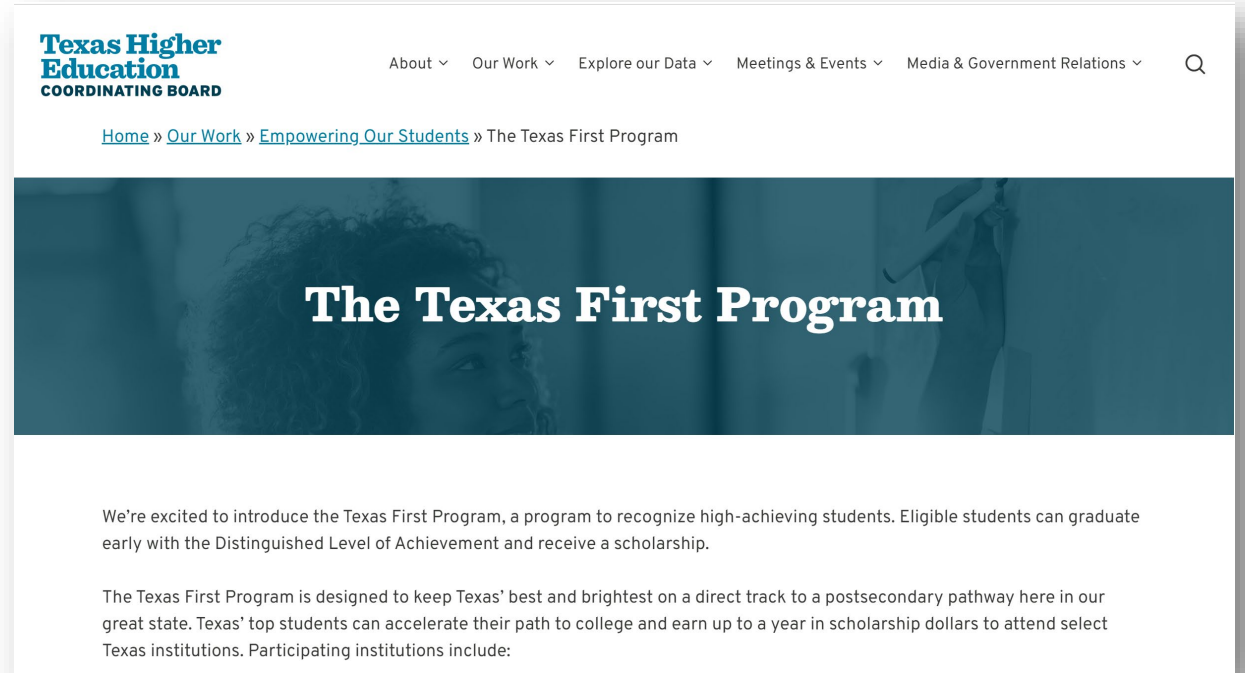 Texas Higher
Education
COORDINATING BOARD
About Our Work Explore our Data Meetings & Events Media & Government Relations
Home » Our Work » Empowering Our Students » The Texas First Program
The Texas First Program
We’re excited to introduce the Texas First Program, a program to recognize high-achieving students. Eligible students can graduate
early with the Distinguished Level of Achievement and receive a scholarship.
The Texas First Program is designed to keep Texas’ best and brightest on a direct track to a postsecondary pathway here in our
great state. Texas’ top students can accelerate their path to college and earn up to a year in scholarship dollars to attend select
Texas institutions. Participating institutions include: